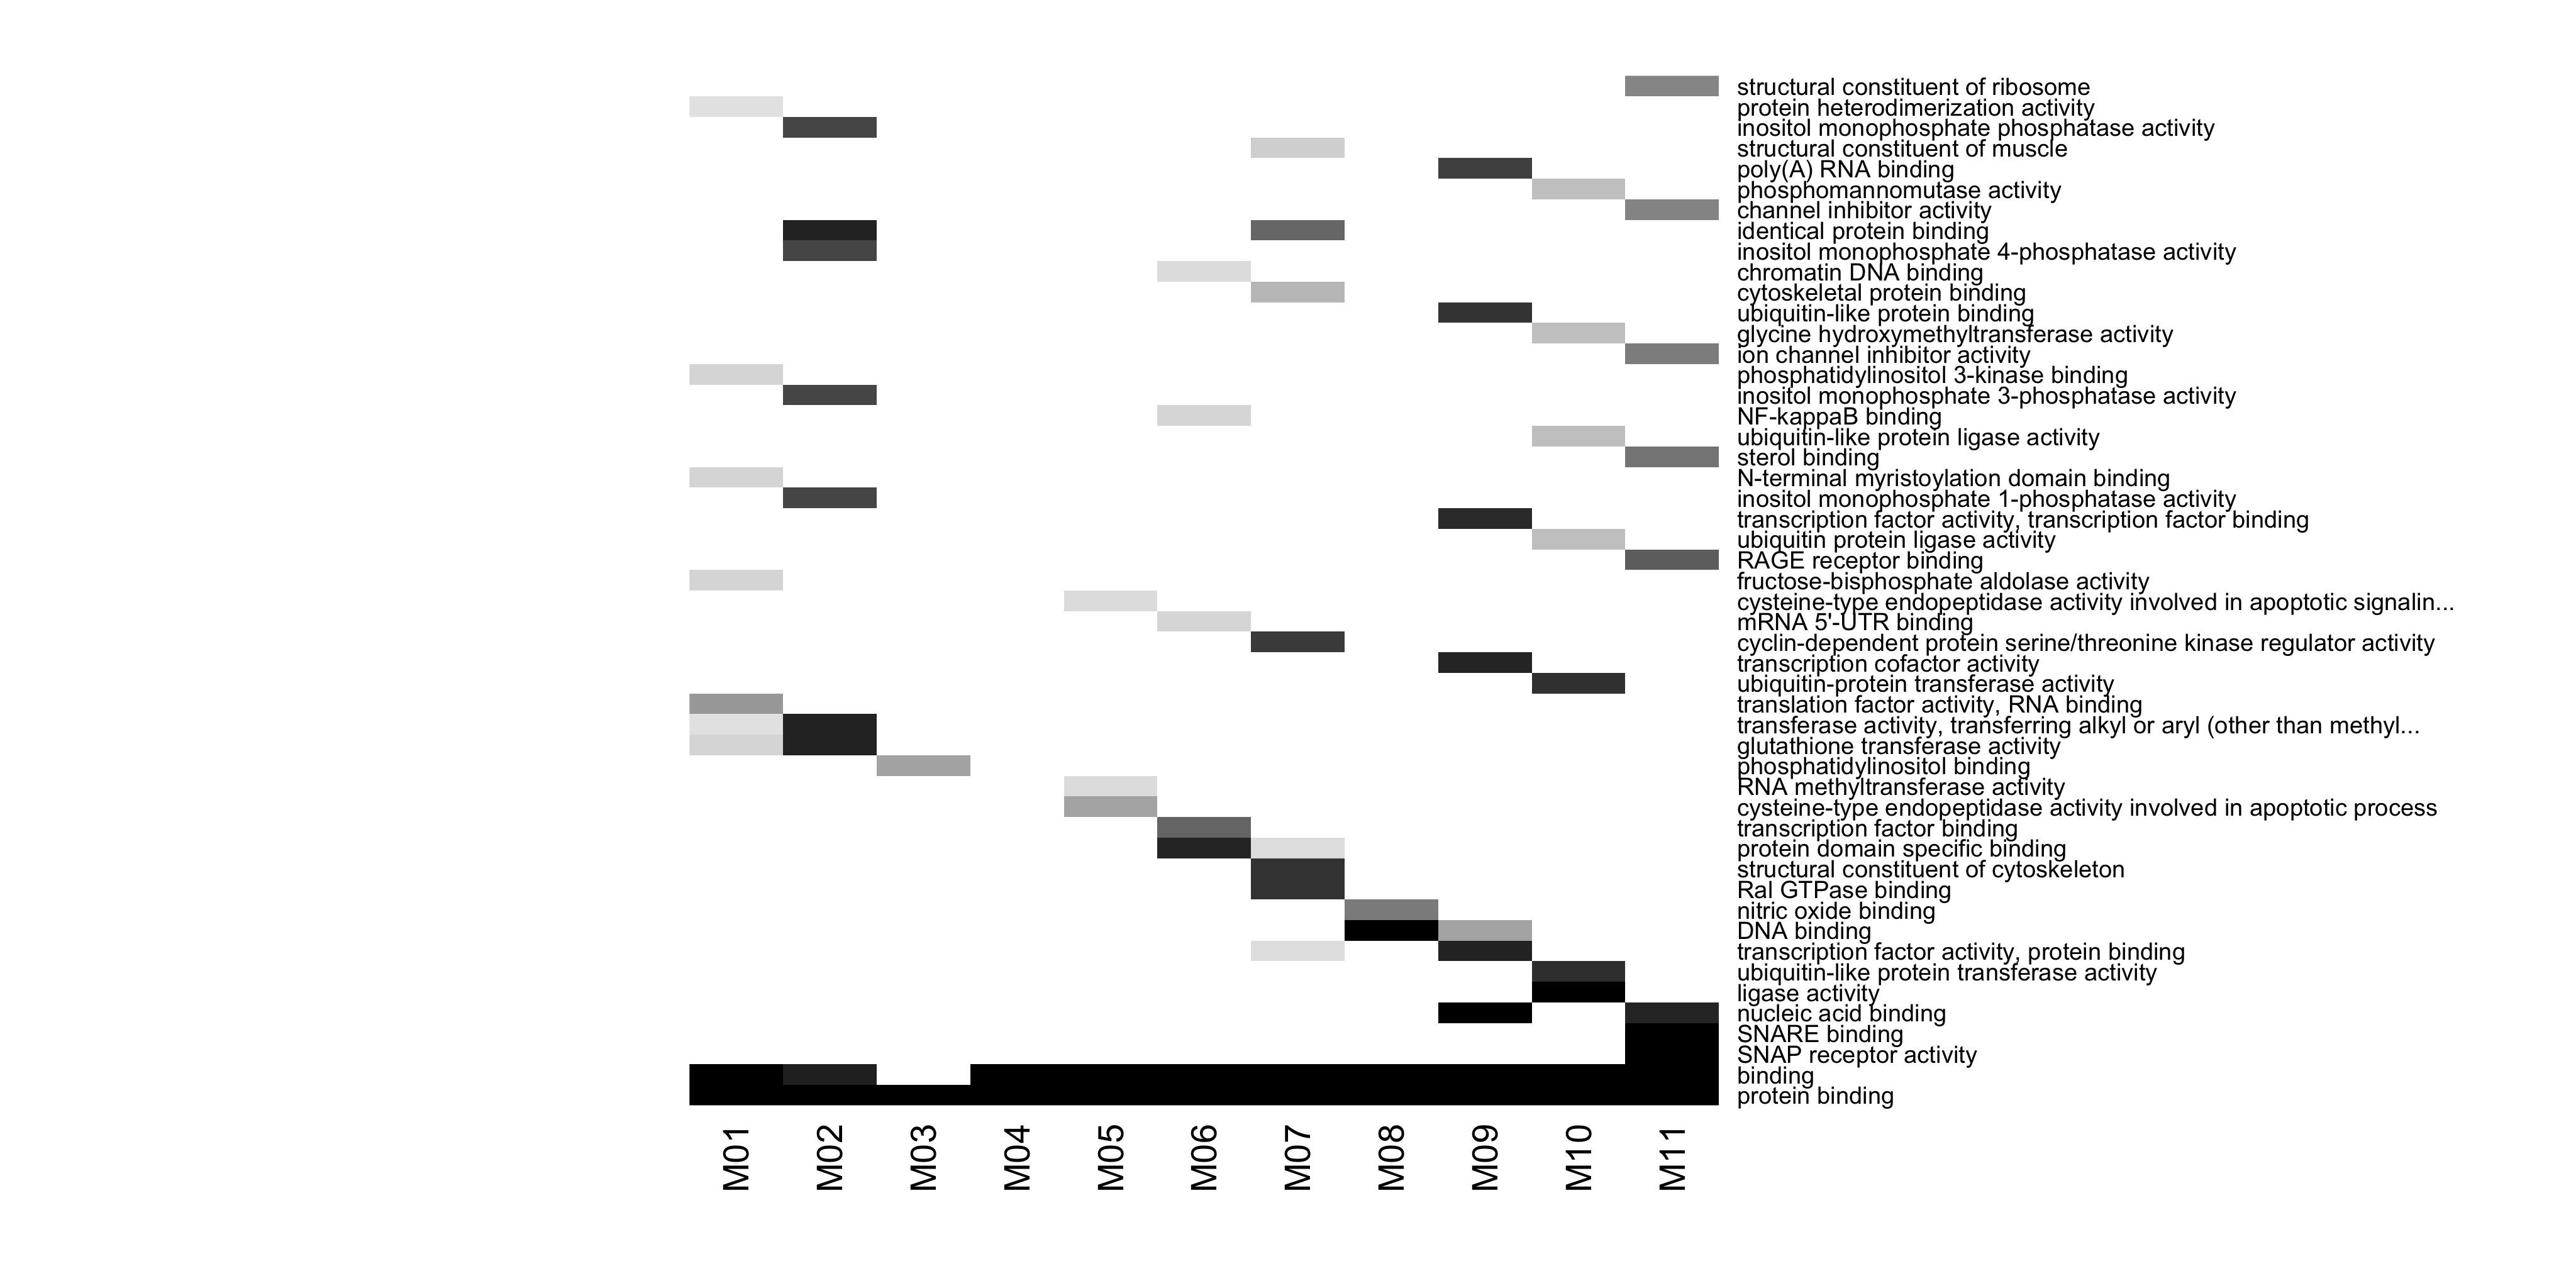 structural constituent of ribosome
protein heterodimerization activity
inositol monophosphate phosphatase activity
structural constituent of muscle
poly(A) RNA binding
phosphomannomutase activity
channel inhibitor activity
identical protein binding
inositol monophosphate 4-phosphatase activity
chromatin DNA binding
cytoskeletal protein binding
ubiquitin-like protein binding
glycine hydroxymethyltransferase activity
ion channel inhibitor activity
phosphatidylinositol 3-kinase binding
inositol monophosphate 3-phosphatase activity
NF-kappaB binding
ubiquitin-like protein ligase activity
sterol binding
N-terminal myristoylation domain binding
inositol monophosphate 1-phosphatase activity
transcription factor activity, transcription factor binding
ubiquitin protein ligase activity
RAGE receptor binding
fructose-bisphosphate aldolase activity
cysteine-type endopeptidase activity involved in apoptotic signalin...
mRNA 5'-UTR binding
cyclin-dependent protein serine/threonine kinase regulator activity
transcription cofactor activity
ubiquitin-protein transferase activity
translation factor activity, RNA binding
transferase activity, transferring alkyl or aryl (other than methyl...
glutathione transferase activity
phosphatidylinositol binding
RNA methyltransferase activity
cysteine-type endopeptidase activity involved in apoptotic process
transcription factor binding
protein domain specific binding
structural constituent of cytoskeleton
Ral GTPase binding
nitric oxide binding
DNA binding
transcription factor activity, protein binding
ubiquitin-like protein transferase activity
ligase activity
nucleic acid binding
SNARE binding
SNAP receptor activity
binding
protein binding
M01
M02
M03
M04
M05
M06
M07
M08
M09
M10
M11